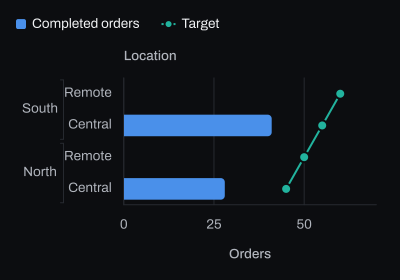 Completed orders Target
Location
Remote
South
Central
Remote
North
Central
0 25 50
Orders